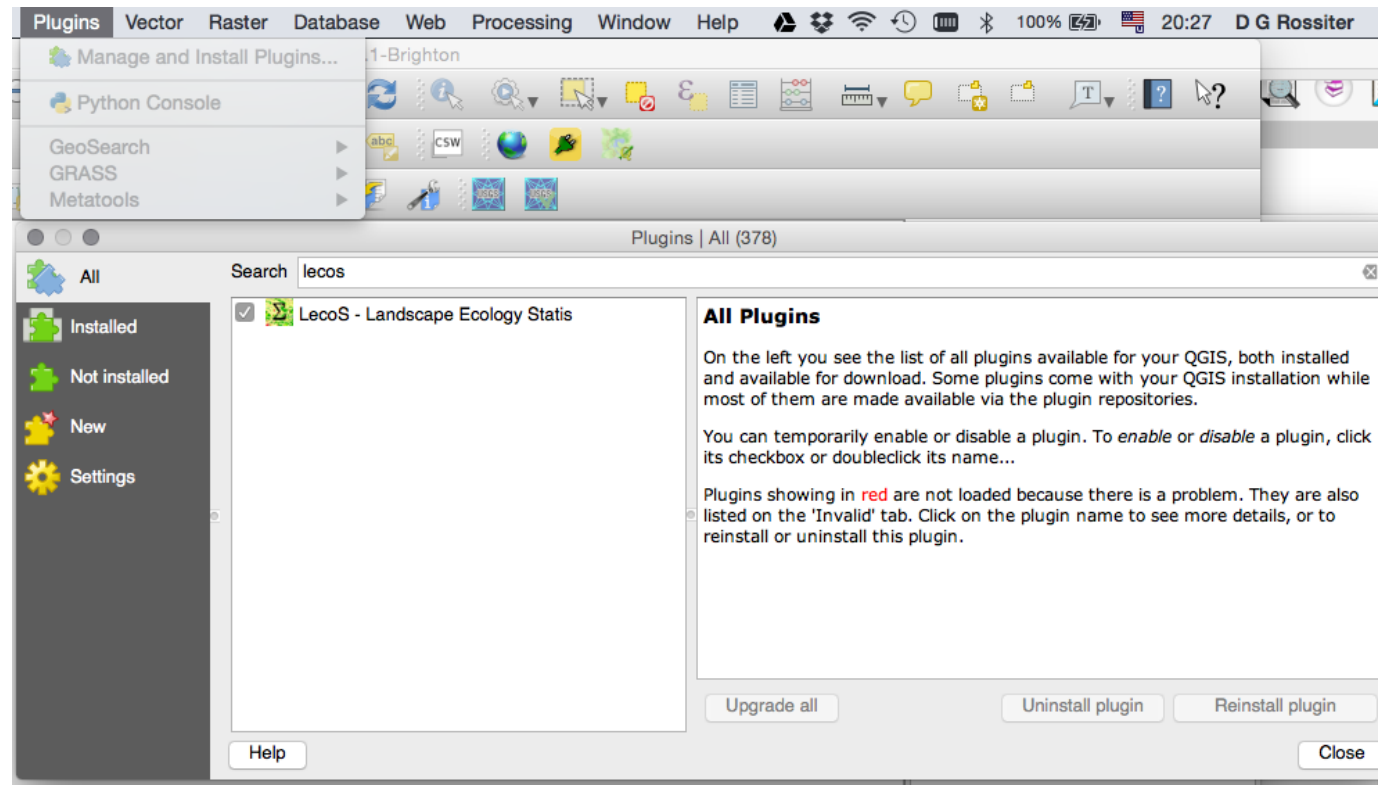 Plugins Vector Raster Database Web Processing Window Help 100% 20:27 D G Rossiter
Manage and Install Plugins... .1-Brighton
Python Console
ε T ? ?
GeoSearch abc CSW
GRASS
Metatools USGS USGS
Plugins | All (378)
All
Search lecos
Installed
Σ LecoS - Landscape Ecology Statis
Not installed
New
Settings
All Plugins
On the left you see the list of all plugins available for your QGIS, both installed
and available for download. Some plugins come with your QGIS installation while
most of them are made available via the plugin repositories.
You can temporarily enable or disable a plugin. To enable or disable a plugin, click
its checkbox or doubleclick its name...
Plugins showing in red are not loaded because there is a problem. They are also
listed on the 'Invalid' tab. Click on the plugin name to see more details, or to
reinstall or uninstall this plugin.
Upgrade all Uninstall plugin Reinstall plugin
Help Close